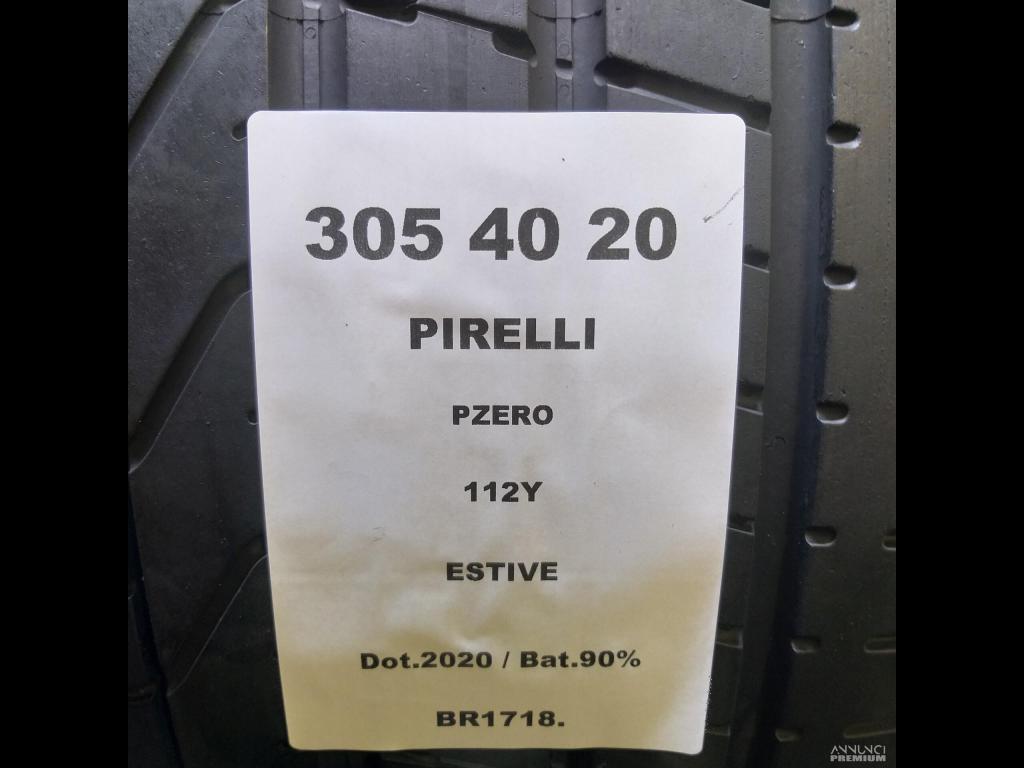 305 40 20
PIRELLI
PZERO
112Y
ESTIVE
Dot.2020 / Bat.90%
BR1718.
ANNUNCI
PREMIUM